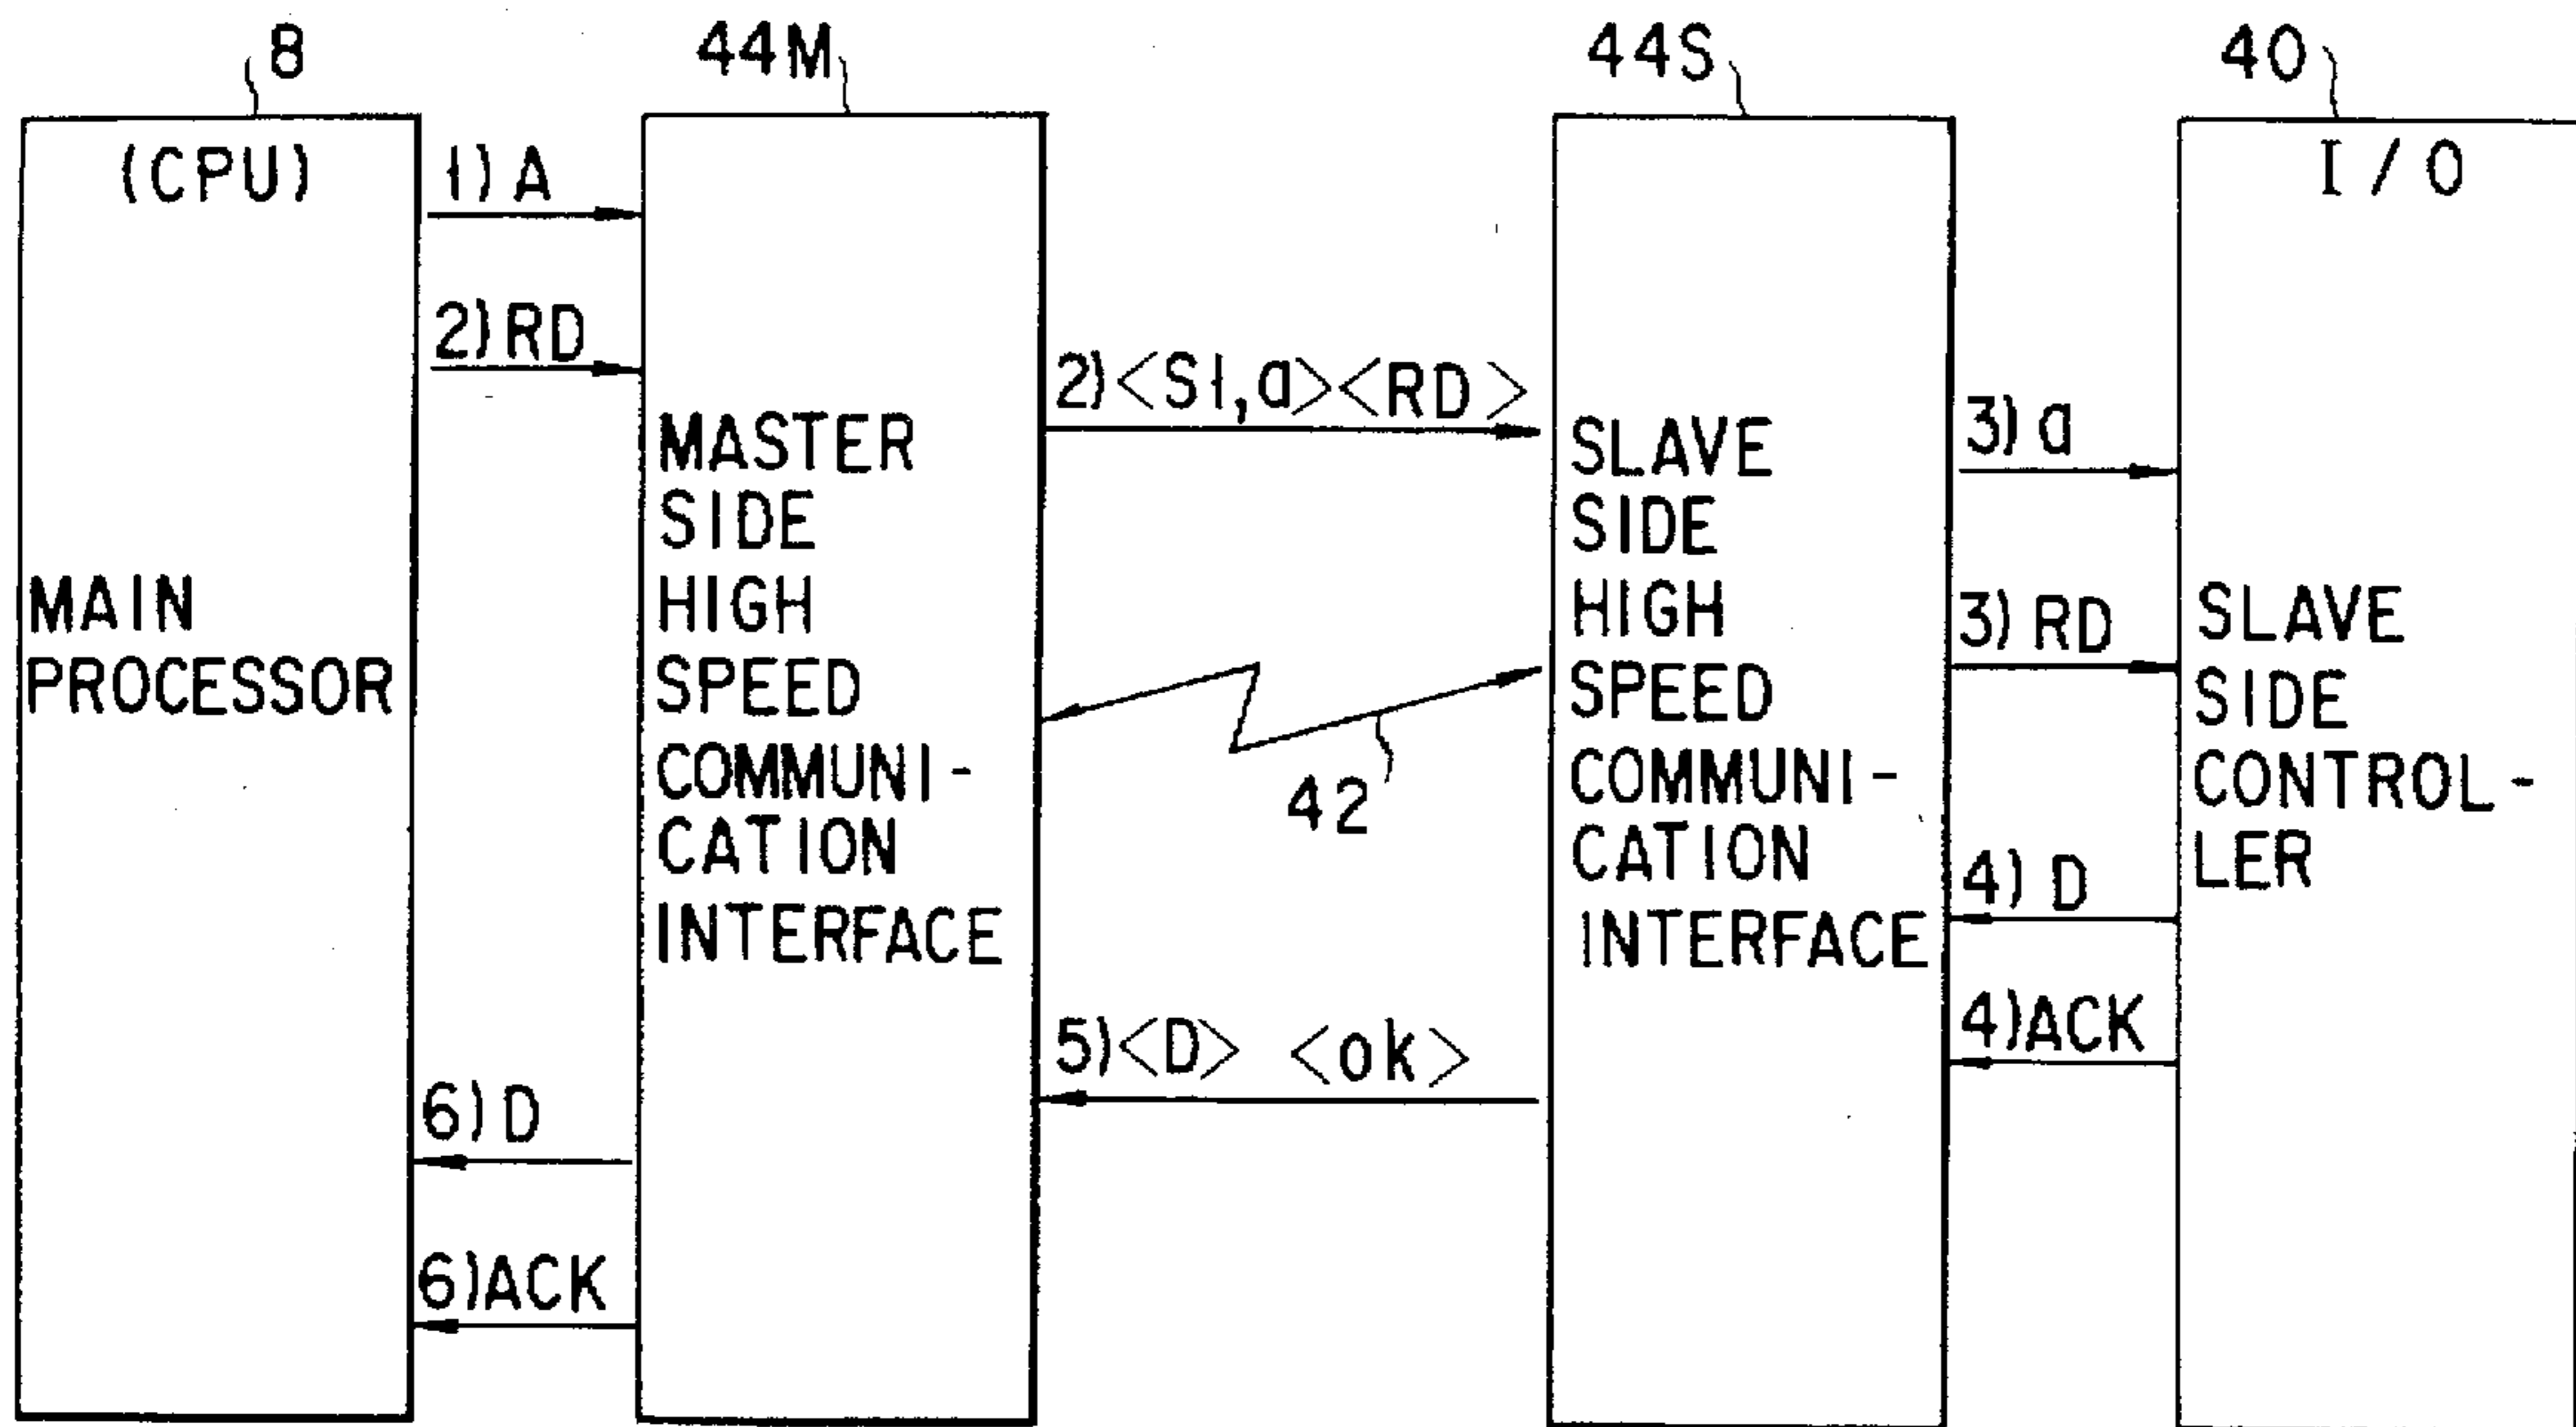 8
44M
44S
40
(CPU)
MAIN
PROCESSOR
1) A
2) RD
MASTER
SIDE
HIGH
SPEED
COMMUNI-
CATION
INTERFACE
2)<S1,a><RD>
42
5)<D> <ok>
6) D
6)ACK
SLAVE
SIDE
HIGH
SPEED
COMMUNI-
CATION
INTERFACE
3) a
3) RD
4) D
4)ACK
I/O
SLAVE
SIDE
CONTROL-
LER